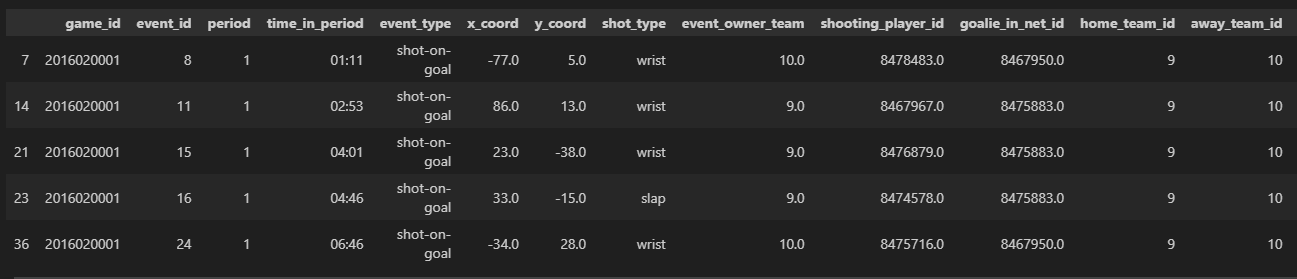 game_id event_id period time_in_period event_type x_coord y_coord shot_type event_owner_team shooting_player_id goalie_in_net_id home_team_id away_team_id
7 2016020001 8 1 01:11 shot-on-goal -77.0 5.0 wrist 10.0 8478483.0 8467950.0 9 10
14 2016020001 11 1 02:53 shot-on-goal 86.0 13.0 wrist 9.0 8467967.0 8475883.0 9 10
21 2016020001 15 1 04:01 shot-on-goal 23.0 -38.0 wrist 9.0 8476879.0 8475883.0 9 10
23 2016020001 16 1 04:46 shot-on-goal 33.0 -15.0 slap 9.0 8474578.0 8475883.0 9 10
36 2016020001 24 1 06:46 shot-on-goal -34.0 28.0 wrist 10.0 8475716.0 8467950.0 9 10